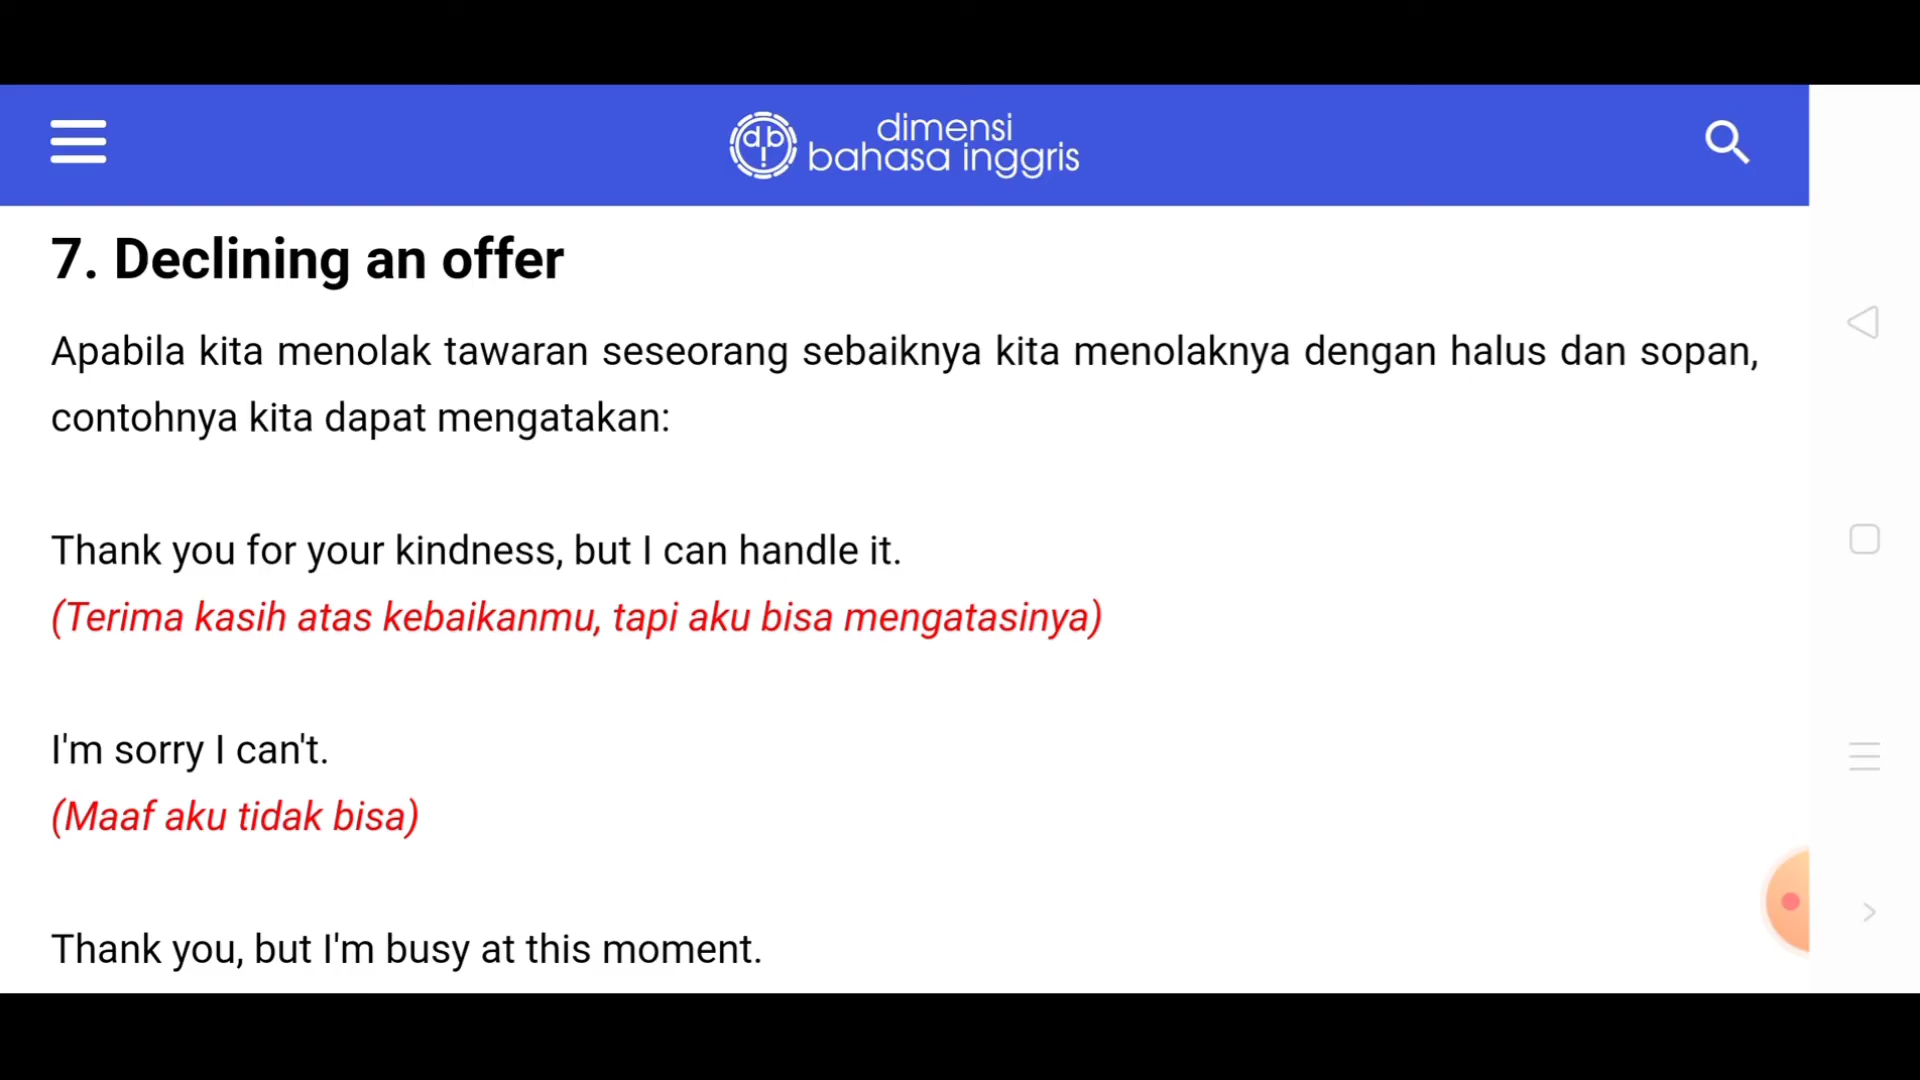 dbi
dimensi
bahasa inggris
7. Declining an offer
Apabila kita menolak tawaran seseorang sebaiknya kita menolaknya dengan halus dan sopan,
contohnya kita dapat mengatakan:
Thank you for your kindness, but I can handle it.
(Terima kasih atas kebaikanmu, tapi aku bisa mengatasinya)
I'm sorry I can't.
(Maaf aku tidak bisa)
Thank you, but I'm busy at this moment.